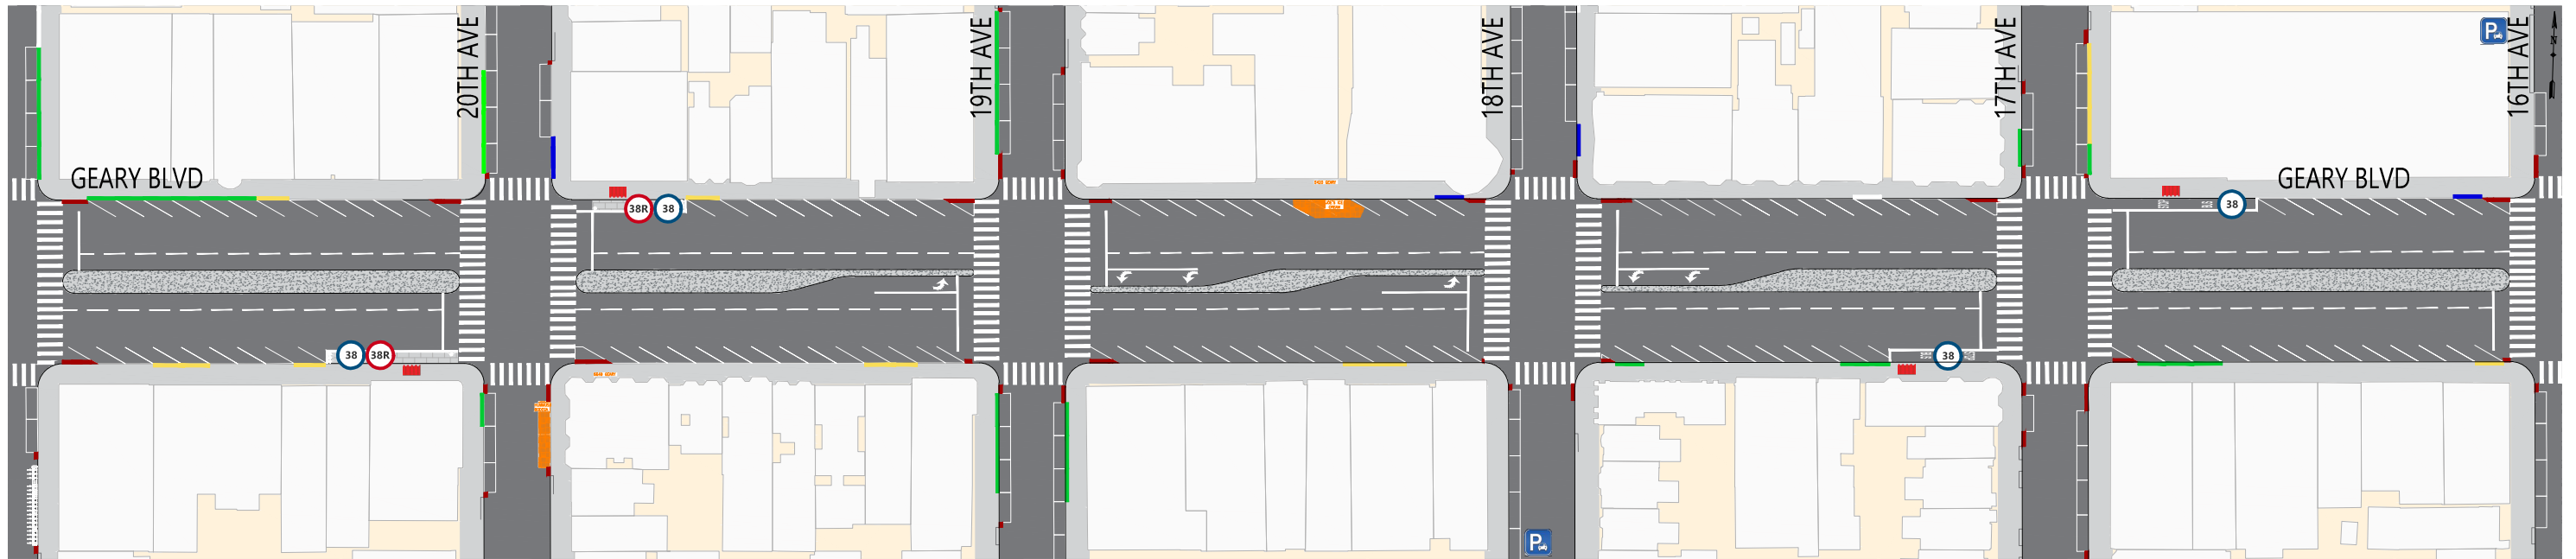 20TH AVE
19TH AVE
18TH AVE
17TH AVE
16TH AVE
P
N
GEARY BLVD
GEARY BLVD
38R
38
38
38
38R
38
P